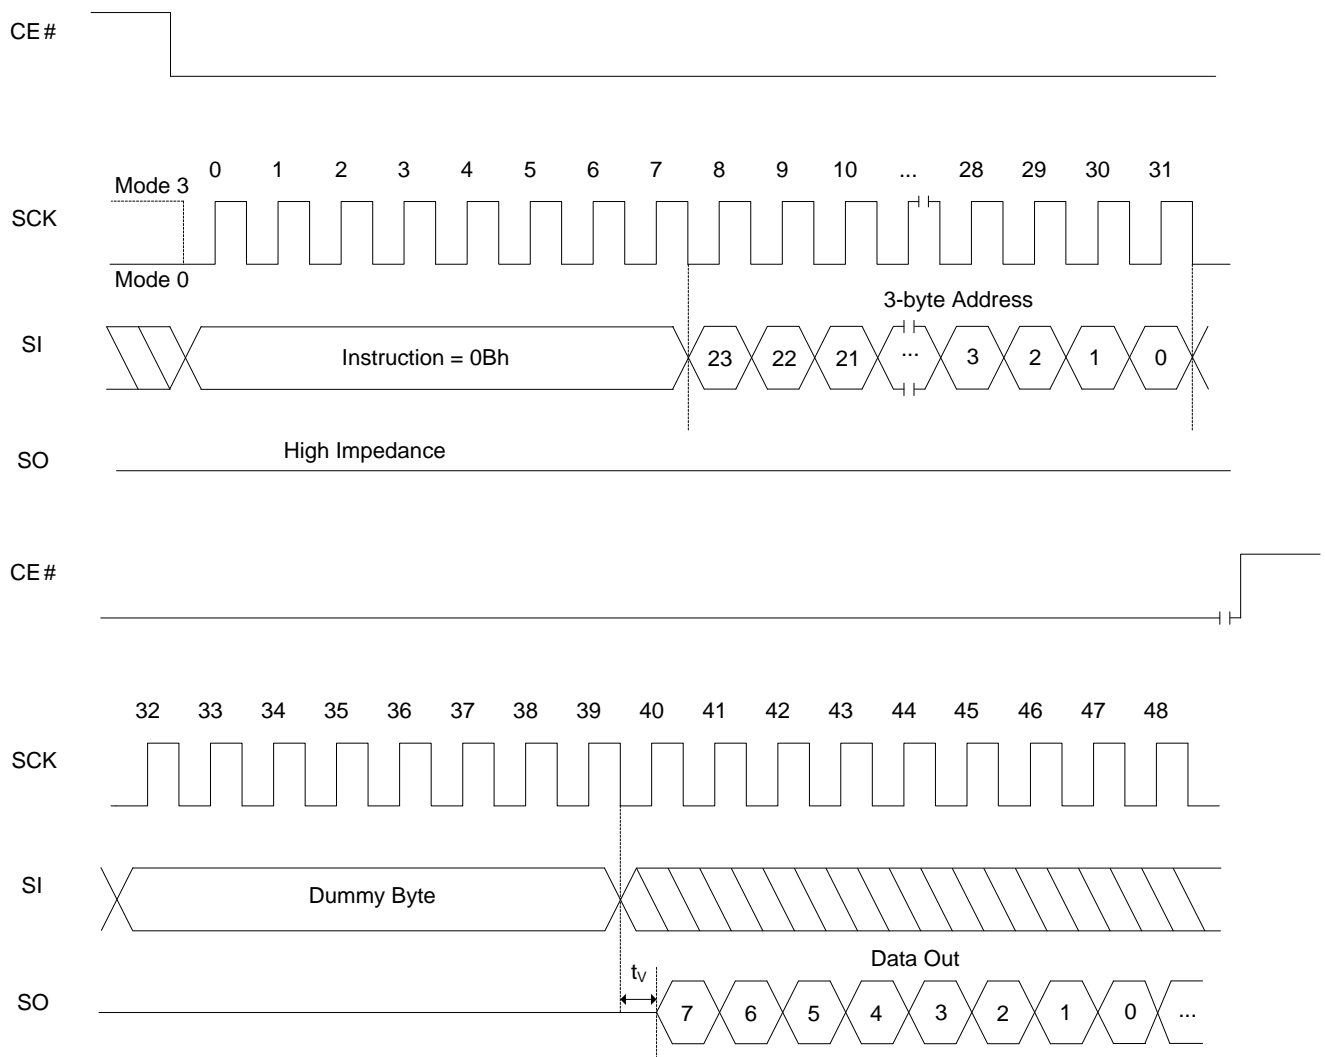 CE#
0 1 2 3 4 5 6 7 8 9 10 ... 28 29 30 31
Mode 3
SCK
Mode 0
3-byte Address
SI
Instruction = 0Bh
23 22 21 ... 3 2 1 0
High Impedance
SO
CE#
32 33 34 35 36 37 38 39 40 41 42 43 44 45 46 47 48
SCK
SI
Dummy Byte
Data Out
tV
SO
7 6 5 4 3 2 1 0 ...